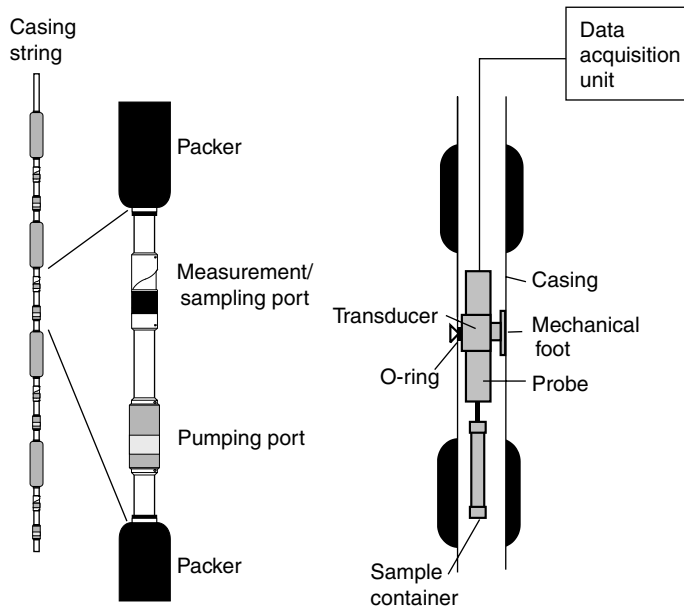 Casing
string
Packer
Measurement/
sampling port
Pumping port
Packer
Data
acquisition
unit
Casing
Transducer
Mechanical
foot
O-ring
Probe
Sample
container